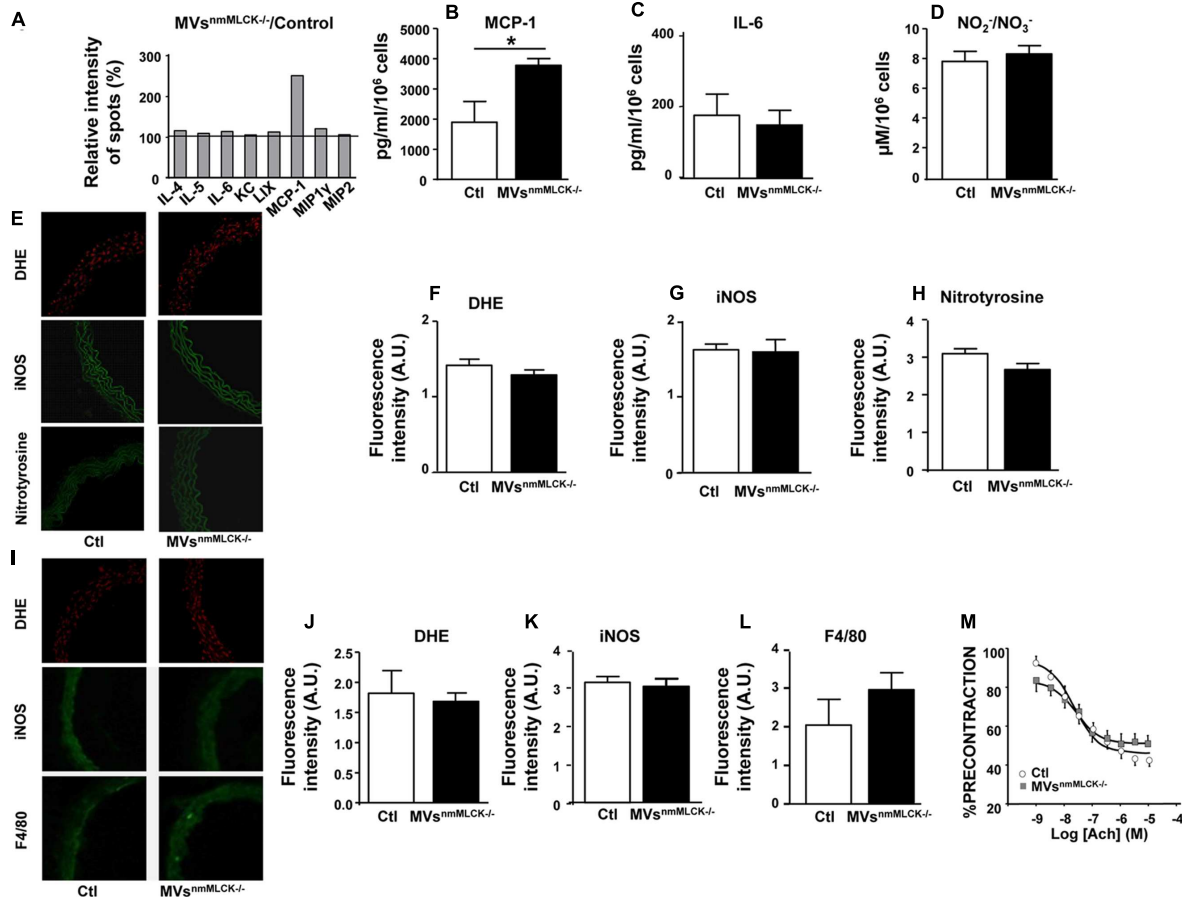 A
MVsnmMLCK-/-/Control
Relative intensity
of spots (%)
300
200
100
0
IL-4
IL-5
IL-6
KC
LIX
MCP-1
MIP1γ
MIP2
B
MCP-1
*
pg/ml/10⁶ cells
5000
4000
3000
2000
1000
0
Ctl MVsnmMLCK-/-
C
IL-6
pg/ml/10⁶ cells
400
200
0
Ctl MVsnmMLCK-/-
D
NO₂⁻/NO₃⁻
µM/10⁶ cells
10
8
6
4
2
0
Ctl MVsnmMLCK-/-
E
DHE
iNOS
Nitrotyrosine
Ctl MVsnmMLCK-/-
F
DHE
Fluorescence
intensity (A.U.)
2
1
0
Ctl MVsnmMLCK-/-
G
iNOS
Fluorescence
intensity (A.U.)
2
1
0
Ctl MVsnmMLCK-/-
H
Nitrotyrosine
Fluorescence
intensity (A.U.)
4
3
2
1
0
Ctl MVsnmMLCK-/-
I
DHE
iNOS
F4/80
Ctl MVsnmMLCK-/-
J
DHE
Fluorescence
intensity (A.U.)
2.5
2.0
1.5
1.0
0.5
0.0
Ctl MVsnmMLCK-/-
K
iNOS
Fluorescence
intensity (A.U.)
4
3
2
1
0
Ctl MVsnmMLCK-/-
L
F4/80
Fluorescence
intensity (A.U.)
4
3
2
1
0
Ctl MVsnmMLCK-/-
M
%PRECONTRACTION
100
80
60
40
20
Ctl
MVsnmMLCK-/-
-9 -8 -7 -6 -5 -4
Log [Ach] (M)